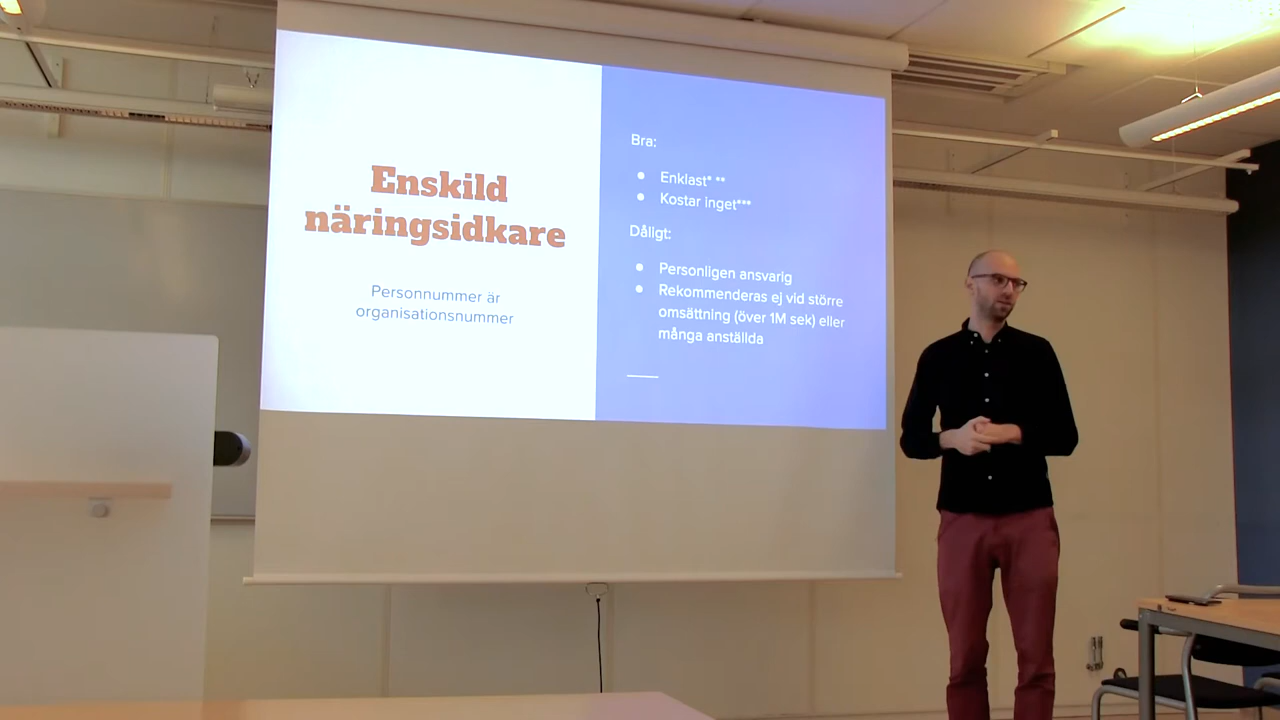 Enskild
näringsidkare
Personnummer är
organisationsnummer
Bra:
Enklast* **
Kostar inget***
Dåligt:
Personligen ansvarig
Rekommenderas ej vid större
omsättning (över 1M sek) eller
många anställda